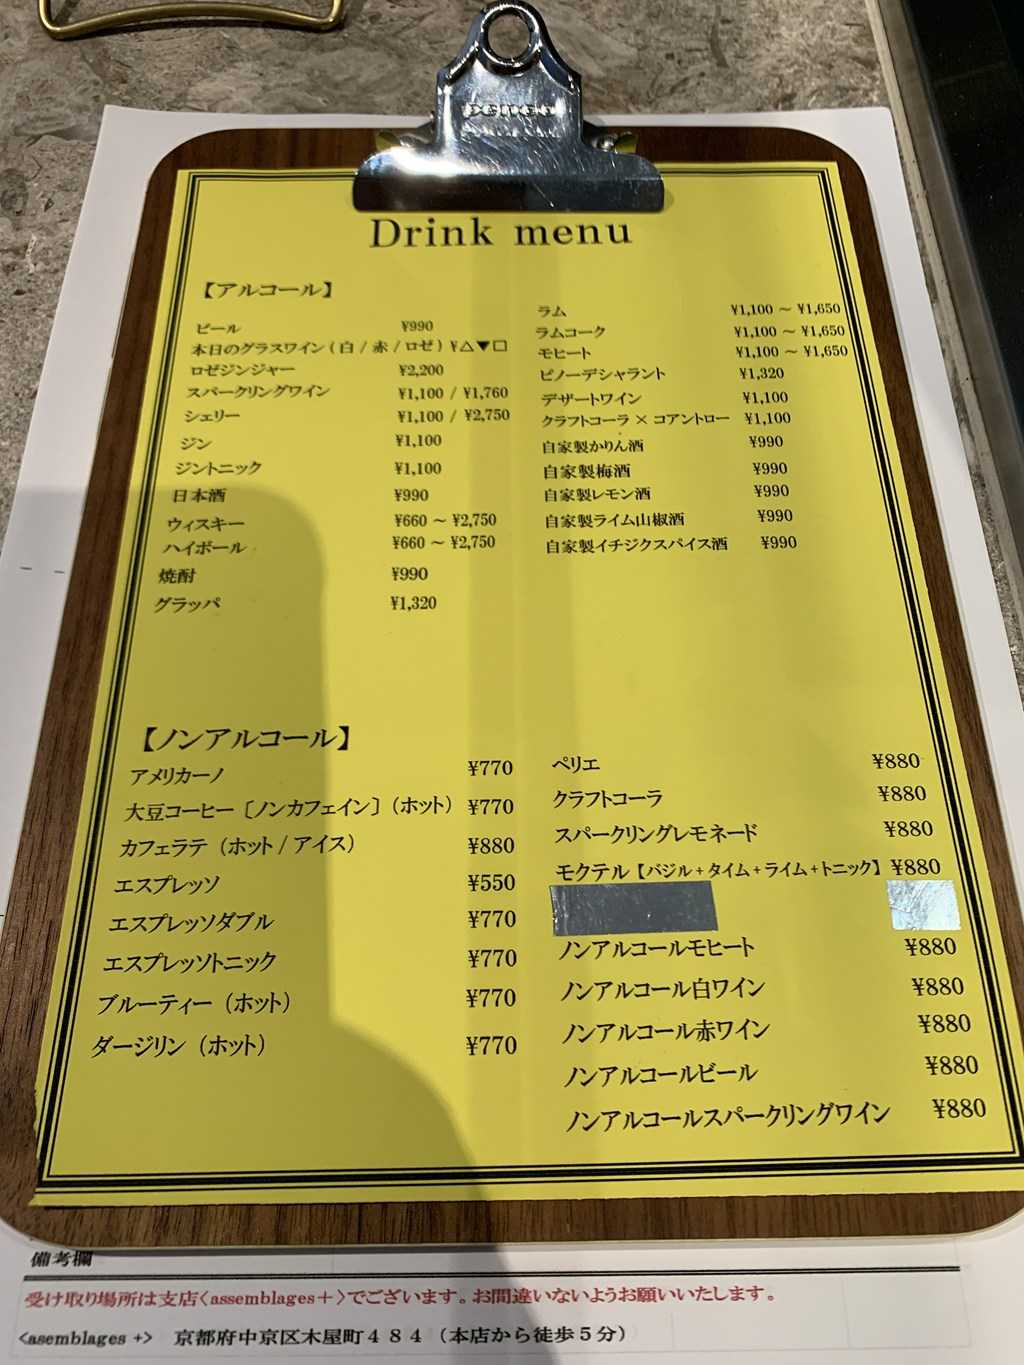 Drink menu
【アルコール】
ビール ¥990
本日のグラスワイン(白/赤/ロゼ) ¥△▼□
ロゼジンジャー ¥2,200
スパークリングワイン ¥1,100 / ¥1,760
シェリー ¥1,100 / ¥2,750
ジン ¥1,100
ジントニック ¥1,100
日本酒 ¥990
ウィスキー ¥660 ～ ¥2,750
ハイボール ¥660 ～ ¥2,750
焼酎 ¥990
グラッパ ¥1,320
ラム ¥1,100 ～ ¥1,650
ラムコーク ¥1,100 ～ ¥1,650
モヒート ¥1,100 ～ ¥1,650
ピノーデシャラント ¥1,320
デザートワイン ¥1,100
クラフトコーラ × コアントロー ¥1,100
自家製かりん酒 ¥990
自家製梅酒 ¥990
自家製レモン酒 ¥990
自家製ライム山椒酒 ¥990
自家製イチジクスパイス酒 ¥990
【ノンアルコール】
アメリカーノ ¥770
大豆コーヒー〔ノンカフェイン〕(ホット) ¥770
カフェラテ(ホット/アイス) ¥880
エスプレッソ ¥550
エスプレッソダブル ¥770
エスプレッソトニック ¥770
ブルーティー(ホット) ¥770
ダージリン(ホット) ¥770
ペリエ ¥880
クラフトコーラ ¥880
スパークリングレモネード ¥880
モクテル【バジル+タイム+ライム+トニック】 ¥880
ノンアルコールモヒート ¥880
ノンアルコール白ワイン ¥880
ノンアルコール赤ワイン ¥880
ノンアルコールビール ¥880
ノンアルコールスパークリングワイン ¥880
備考欄
受け取り場所は支店<assemblages＋>でございます。お間違いないようお願いいたします。
<asemblages +> 京都府中京区木屋町４８４（本店から徒歩５分）